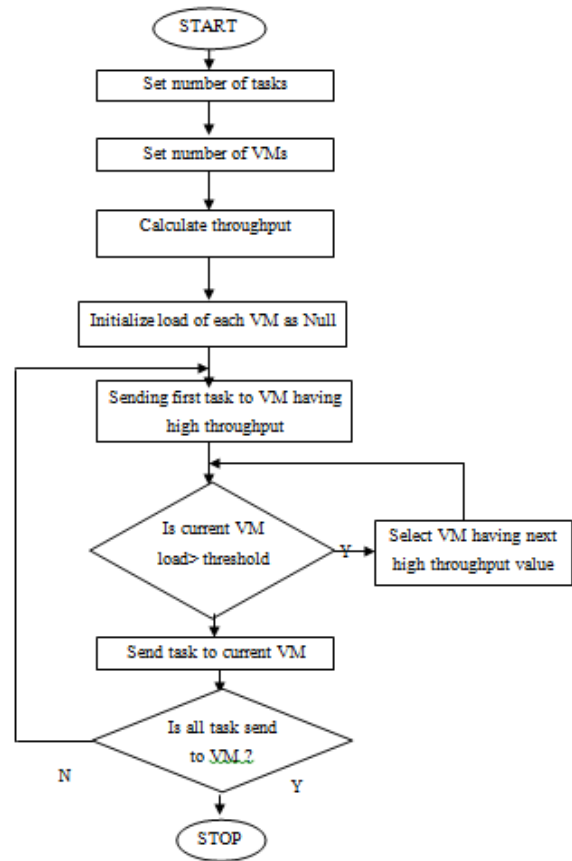 START
Set number of tasks
Set number of VMs
Calculate throughput
Initialize load of each VM as Null
Sending first task to VM having
high throughput
Is current VM
load> threshold
Y
Select VM having next
high throughput value
Send task to current VM
Is all task send
to VM ?
N
Y
STOP